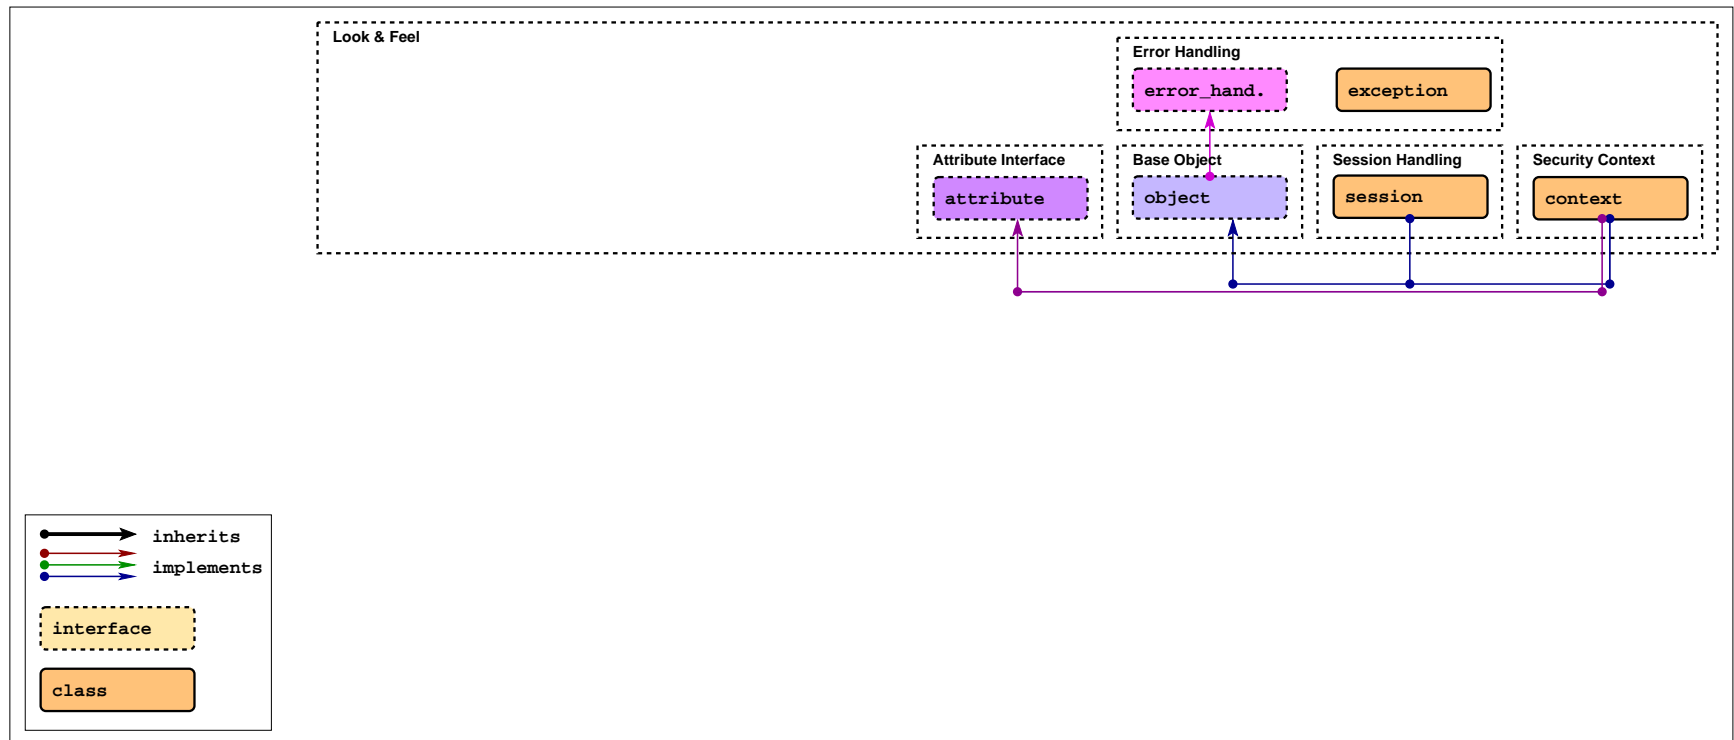 Look & Feel
Error Handling
error_hand.
exception
Attribute Interface
Base Object
Session Handling
Security Context
attribute
object
session
context
inherits
implements
interface
class